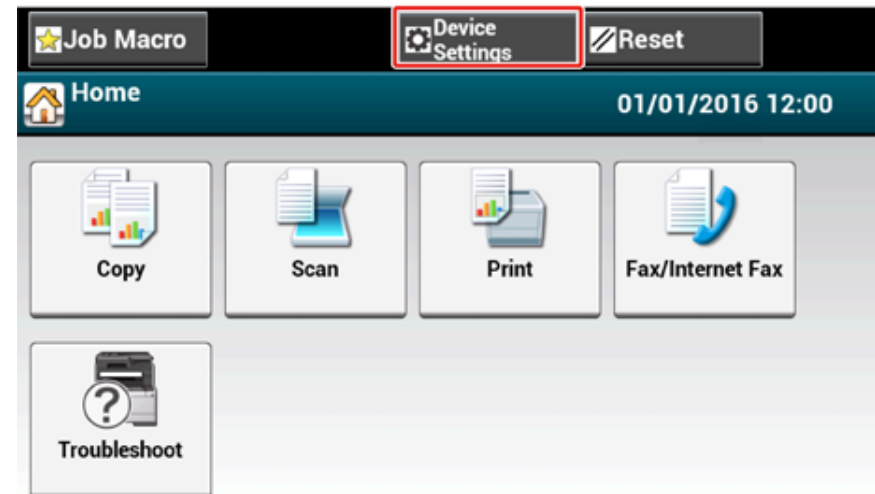 Job Macro
Device
Settings
Reset
Home
01/01/2016 12:00
Copy
Scan
Print
Fax/Internet Fax
Troubleshoot